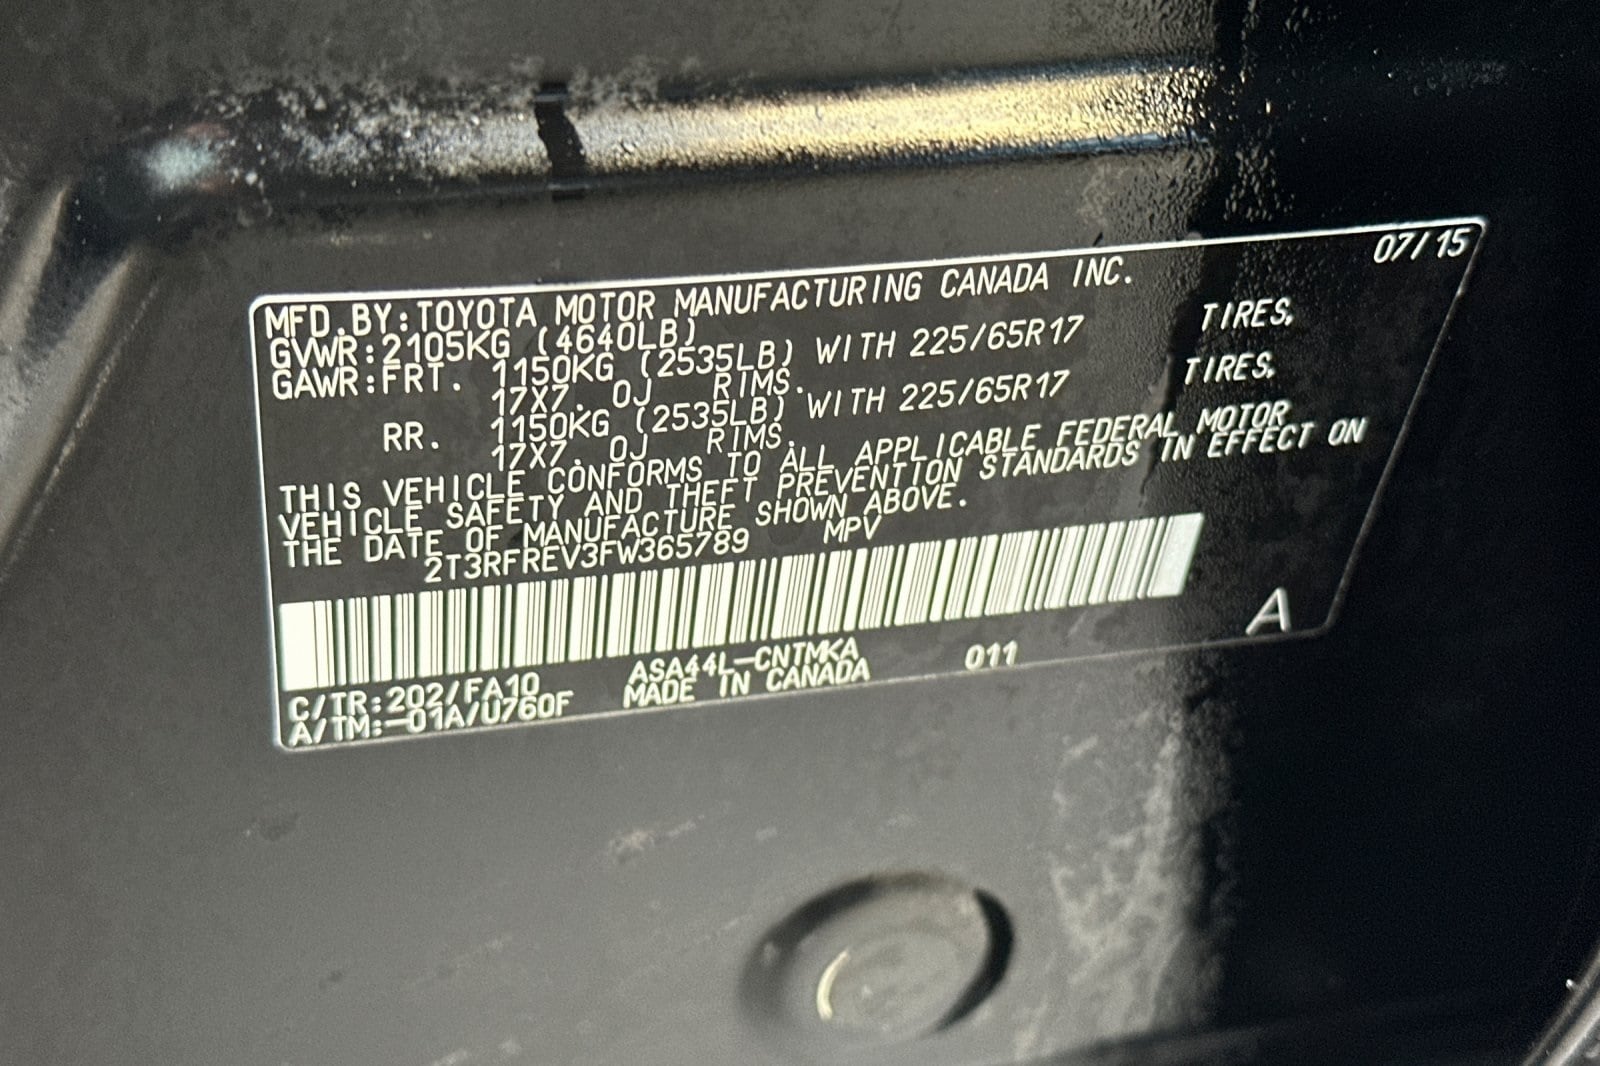 07/15
MFD.BY:TOYOTA MOTOR MANUFACTURING CANADA INC.
GVWR:2105KG (4640LB)
GAWR:FRT. 1150KG (2535LB) WITH 225/65R17 TIRES,
17X7.0J RIMS.
RR. 1150KG (2535LB) WITH 225/65R17 TIRES,
17X7.0J RIMS.
THIS VEHICLE CONFORMS TO ALL APPLICABLE FEDERAL MOTOR
VEHICLE SAFETY AND THEFT PREVENTION STANDARDS IN EFFECT ON
THE DATE OF MANUFACTURE SHOWN ABOVE.
2T3RFREV3FW365789 MPV
A
C/TR:202/FA10 ASA44L-CNTMKA 011
A/TM:-01A/U760F MADE IN CANADA